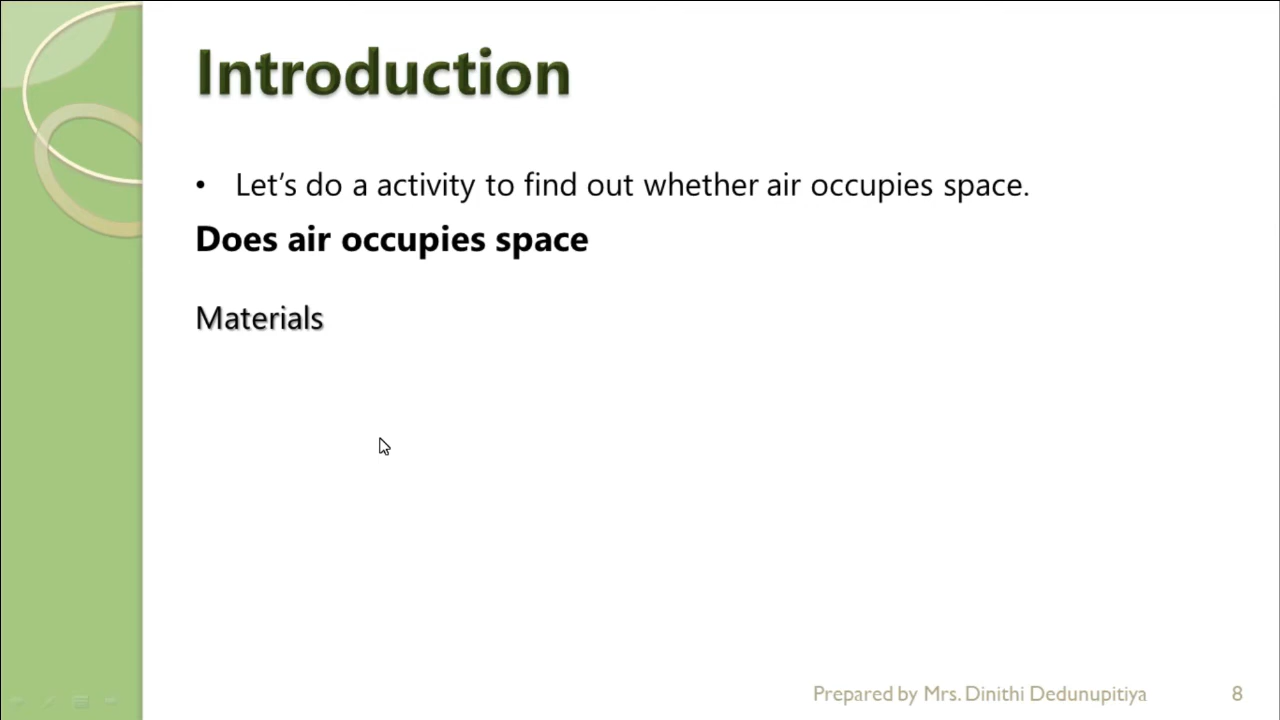 Introduction
• Let's do a activity to find out whether air occupies space.
Does air occupies space
Materials
Prepared by Mrs. Dinithi Dedunupitiya 8